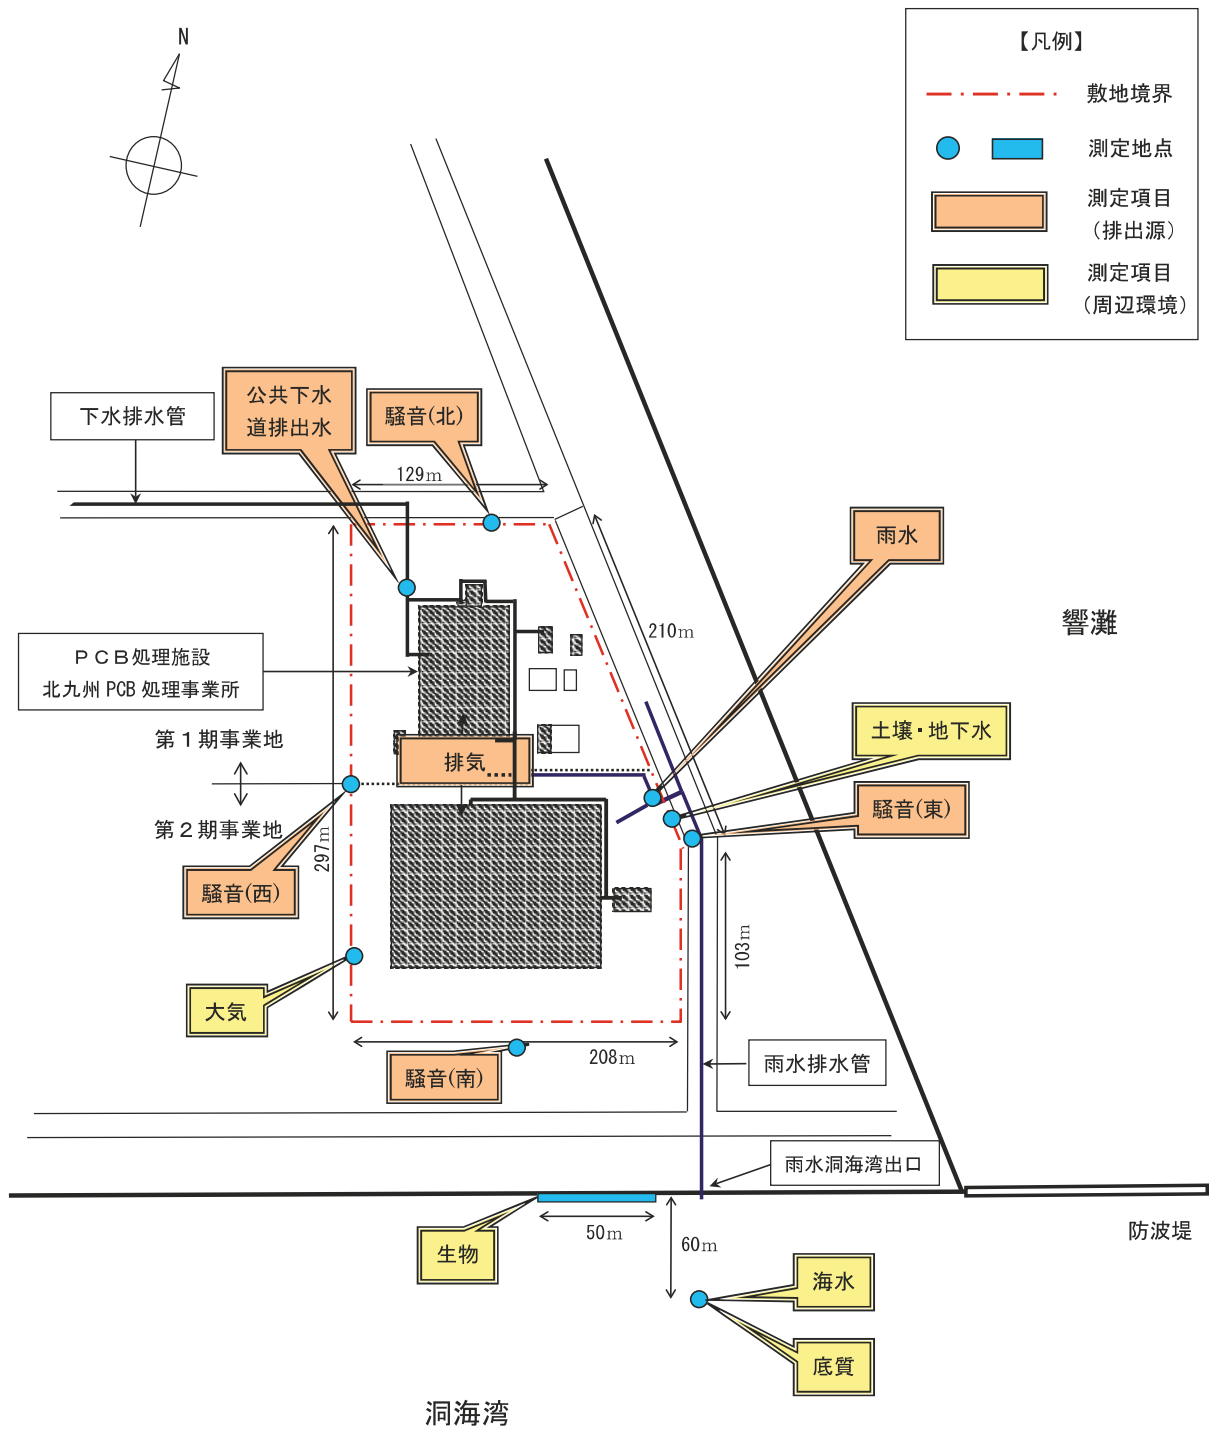 N
【凡例】
敷地境界
測定地点
測定項目
（排出源）
測定項目
（周辺環境）
公共下水
道排出水
騒音(北)
下水排水管
129m
雨水
響灘
210m
ＰＣＢ処理施設
北九州 PCB 処理事業所
土壌・地下水
第１期事業地
排気
騒音(東)
第２期事業地
297m
騒音(西)
103m
大気
208m
騒音(南)
雨水排水管
雨水洞海湾出口
50m
60m
生物
防波堤
海水
底質
洞海湾